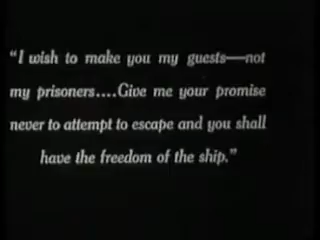 "I wish to make you my guests—not
my prisoners....Give me your promise
never to attempt to escape and you shall
have the freedom of the ship."